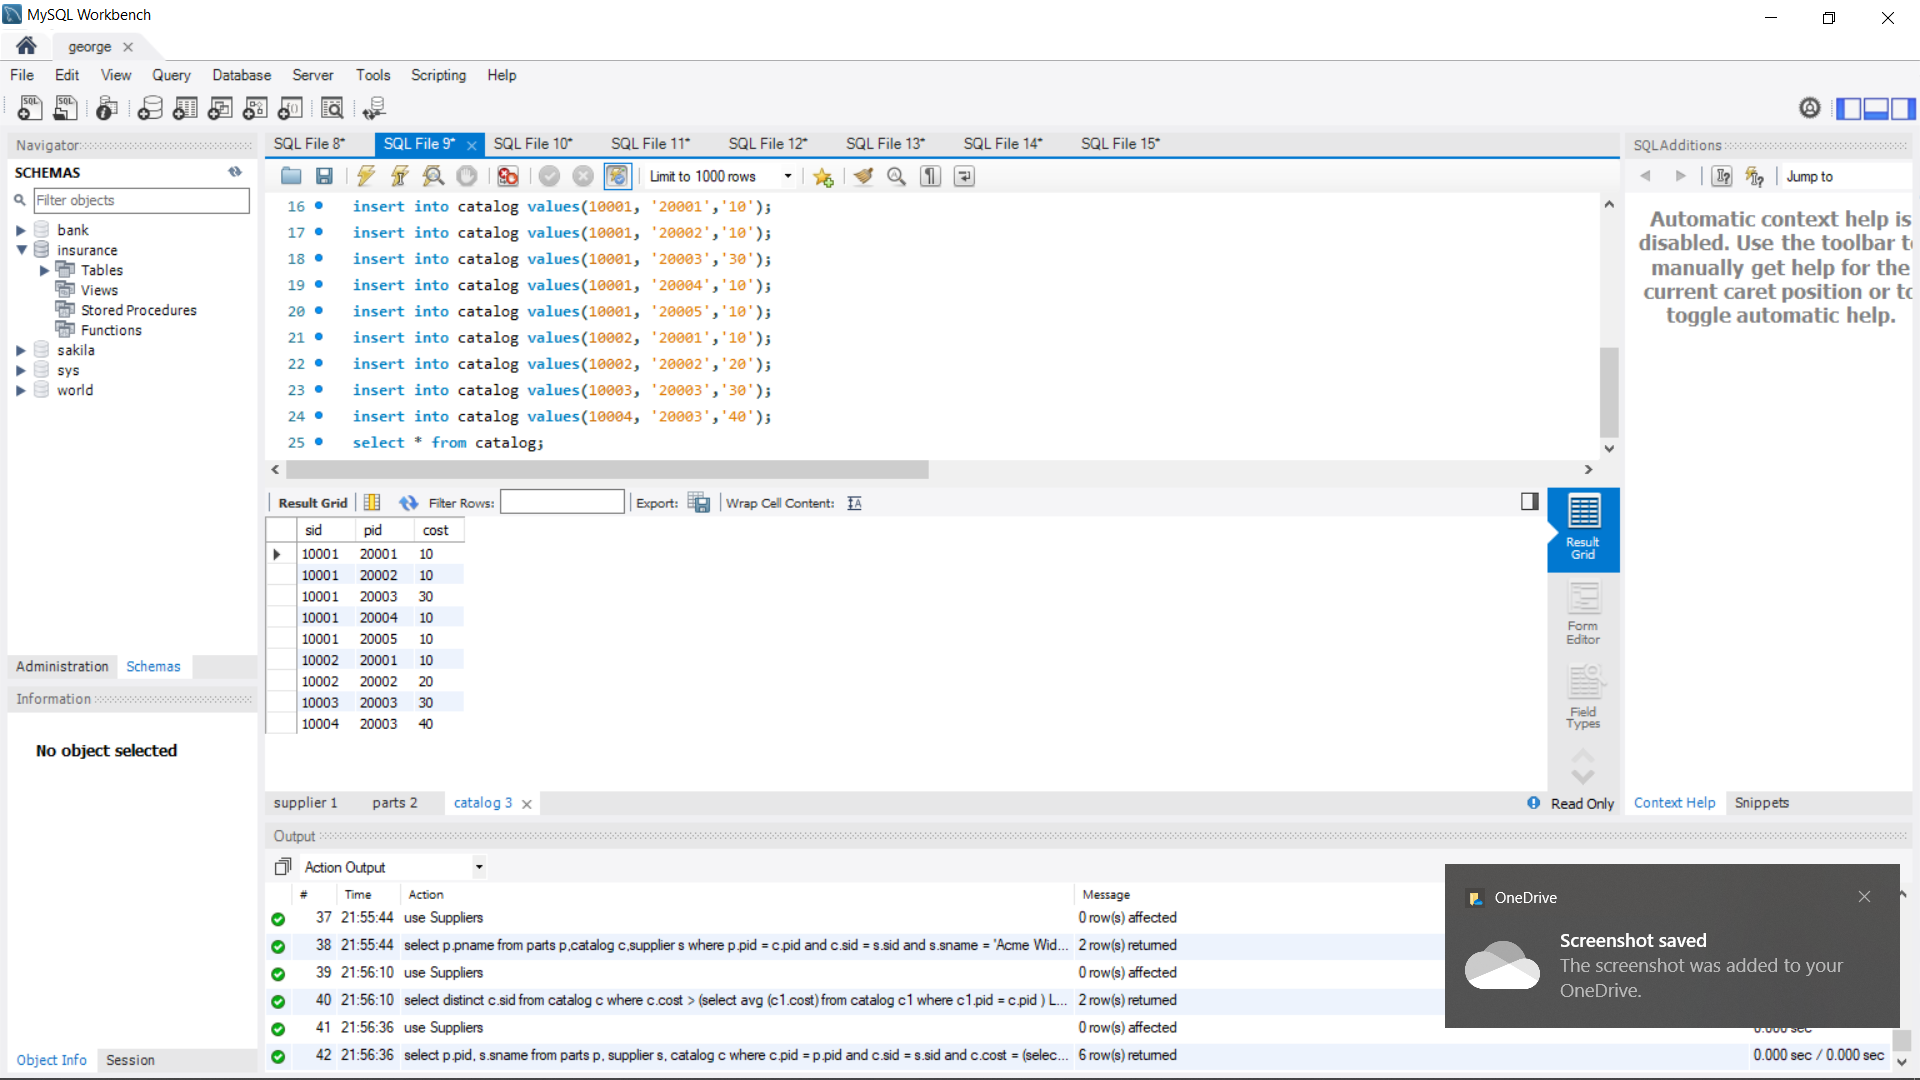 MySQL Workbench
george
File Edit View Query Database Server Tools Scripting Help
Navigator
SCHEMAS
Filter objects
bank
insurance
Tables
Views
Stored Procedures
Functions
sakila
sys
world
Administration Schemas
Information
No object selected
Object Info Session
SQL File 8* SQL File 9* SQL File 10* SQL File 11* SQL File 12* SQL File 13* SQL File 14* SQL File 15*
Limit to 1000 rows
16 insert into catalog values(10001, '20001','10');
17 insert into catalog values(10001, '20002','10');
18 insert into catalog values(10001, '20003','30');
19 insert into catalog values(10001, '20004','10');
20 insert into catalog values(10001, '20005','10');
21 insert into catalog values(10002, '20001','10');
22 insert into catalog values(10002, '20002','20');
23 insert into catalog values(10003, '20003','30');
24 insert into catalog values(10004, '20003','40');
25 select * from catalog;
Result Grid Filter Rows: Export: Wrap Cell Content:
sid pid cost
10001 20001 10
10001 20002 10
10001 20003 30
10001 20004 10
10001 20005 10
10002 20001 10
10002 20002 20
10003 20003 30
10004 20003 40
Result
Grid
Form
Editor
Field
Types
supplier 1 parts 2 catalog 3
Read Only
SQLAdditions
Jump to
Automatic context help is
disabled. Use the toolbar t
manually get help for the
current caret position or to
toggle automatic help.
Context Help Snippets
Output
Action Output
# Time Action Message
37 21:55:44 use Suppliers 0 row(s) affected
38 21:55:44 select p.pname from parts p,catalog c,supplier s where p.pid = c.pid and c.sid = s.sid and s.sname = 'Acme Wid... 2 row(s) returned
39 21:56:10 use Suppliers 0 row(s) affected
40 21:56:10 select distinct c.sid from catalog c where c.cost > (select avg (c1.cost) from catalog c1 where c1.pid = c.pid ) L... 2 row(s) returned
41 21:56:36 use Suppliers 0 row(s) affected
42 21:56:36 select p.pid, s.sname from parts p, supplier s, catalog c where c.pid = p.pid and c.sid = s.sid and c.cost = (selec... 6 row(s) returned 0.000 sec / 0.000 sec
OneDrive
Screenshot saved
The screenshot was added to your
OneDrive.